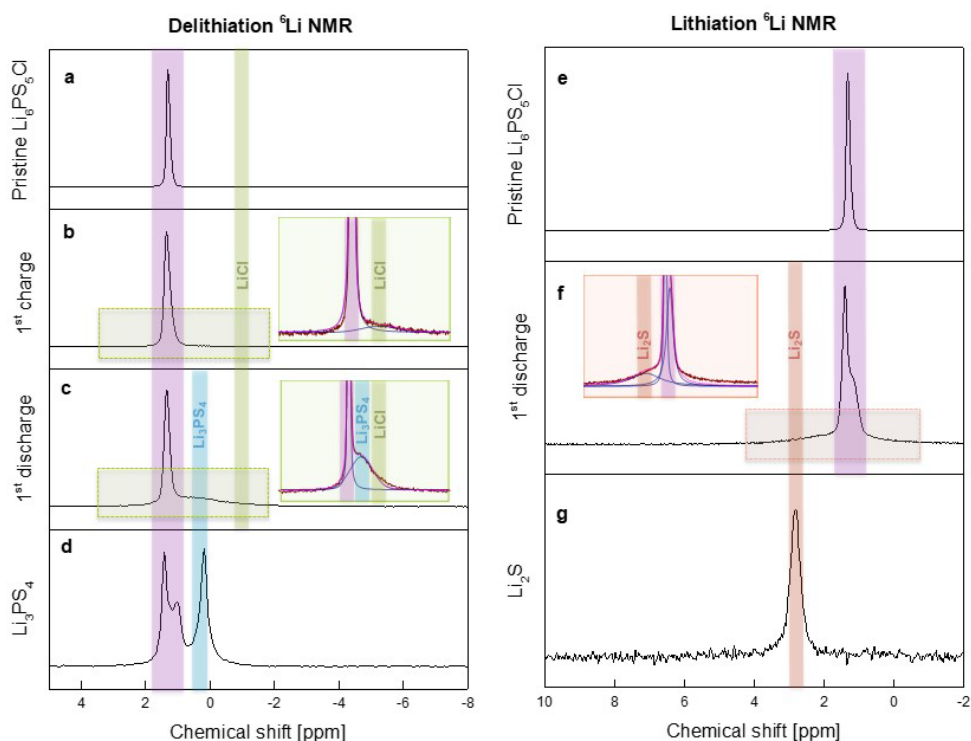 Delithiation ⁶Li NMR
a
Pristine Li₆PS₅Cl
b
1st charge
LiCl
LiCl
c
1st discharge
Li₃PS₄
Li₃PS₄
LiCl
d
Li₃PS₄
4 2 0 -2 -4 -6 -8
Chemical shift [ppm]
Lithiation ⁶Li NMR
e
Pristine Li₆PS₅Cl
f
1st discharge
Li₂S
Li₂S
g
Li₂S
10 8 6 4 2 0 -2
Chemical shift [ppm]